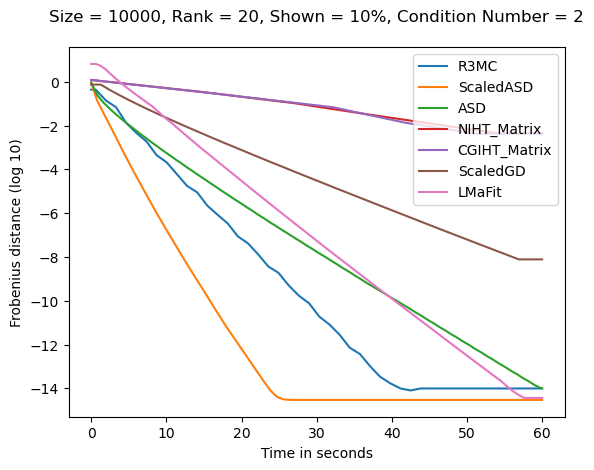 Size = 10000, Rank = 20, Shown = 10%, Condition Number = 2
Frobenius distance (log 10)
0
−2
−4
−6
−8
−10
−12
−14
R3MC
ScaledASD
ASD
NIHT_Matrix
CGIHT_Matrix
ScaledGD
LMaFit
0
10
20
30
40
50
60
Time in seconds